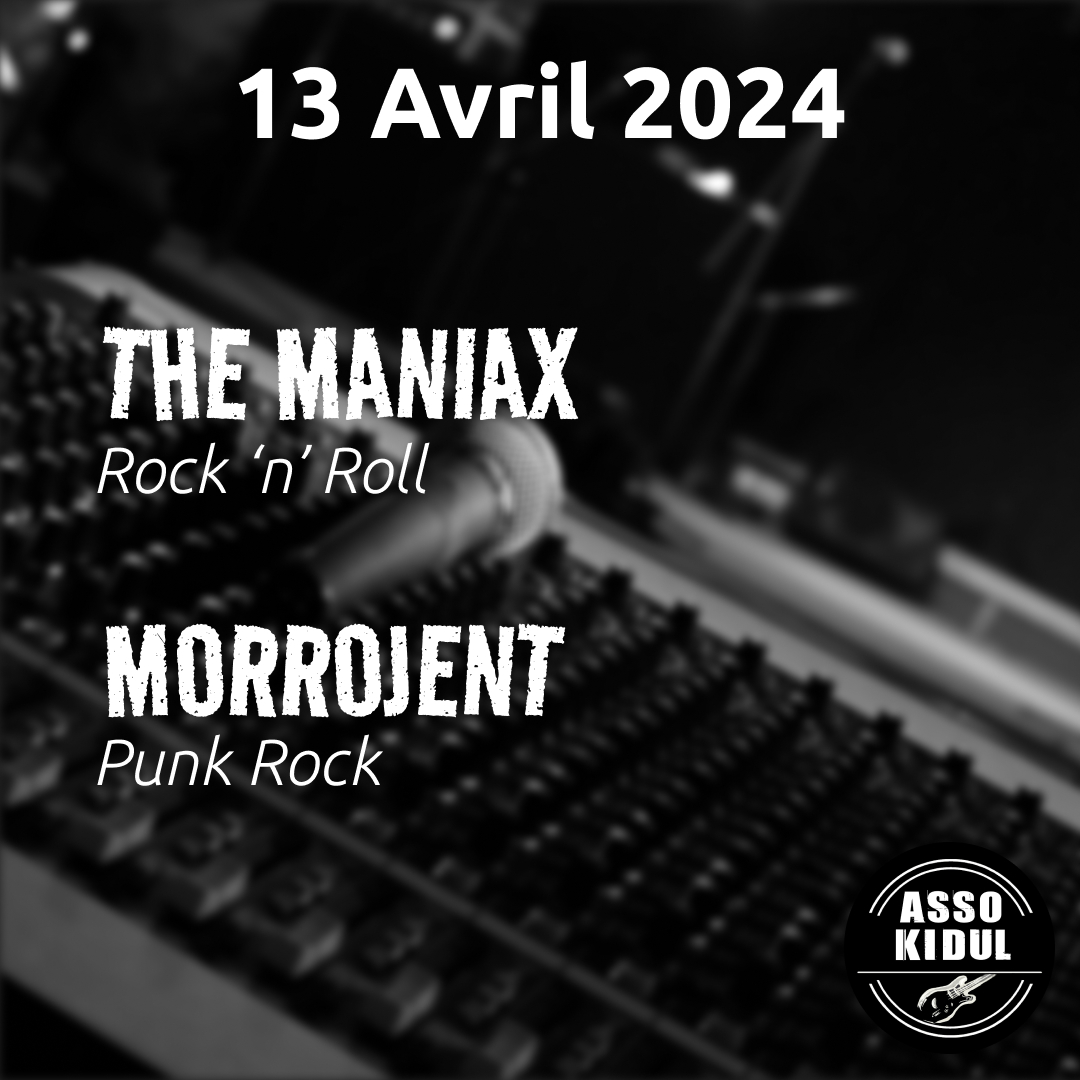 13 Avril 2024
THE MANIAX
Rock ‘n’ Roll
MORROJENT
Punk Rock
ASSO
KIDUL